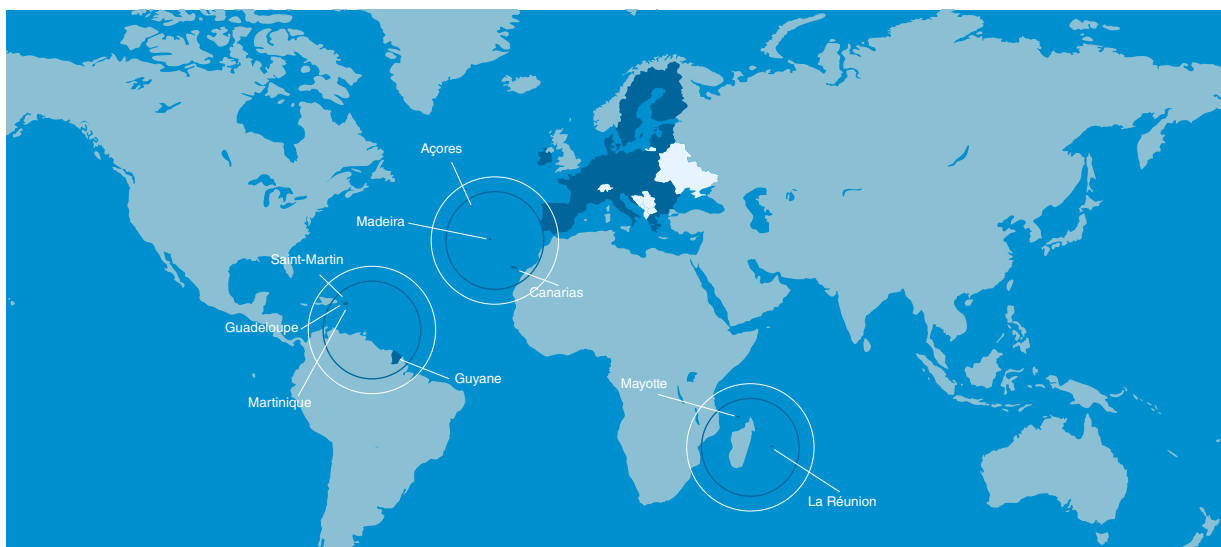 Açores
Madeira
Saint-Martin
Canarias
Guadeloupe
Guyane
Mayotte
Martinique
La Réunion